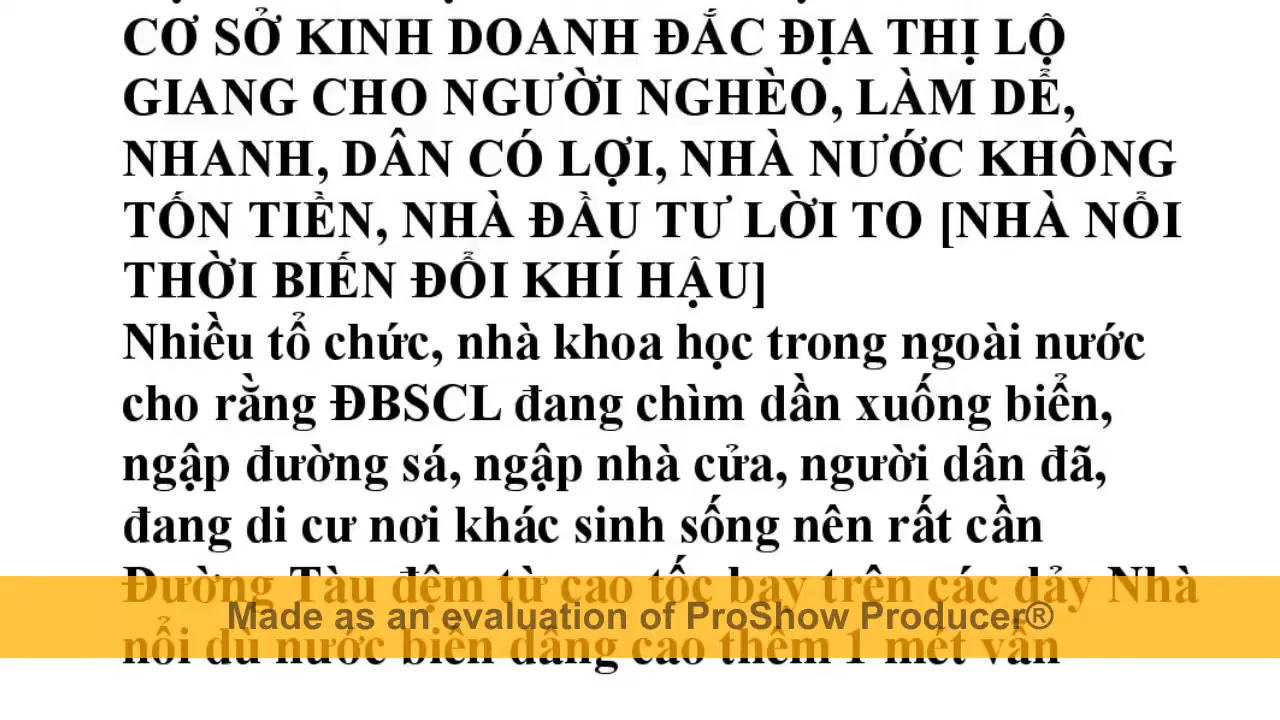 CƠ SỞ KINH DOANH ĐẮC ĐỊA THỊ LỘ
GIANG CHO NGƯỜI NGHÈO, LÀM DỂ,
NHANH, DÂN CÓ LỢI, NHÀ NƯỚC KHÔNG
TỐN TIỀN, NHÀ ĐẦU TƯ LỜI TO [NHÀ NỔI
THỜI BIẾN ĐỔI KHÍ HẬU]
Nhiều tổ chức, nhà khoa học trong ngoài nước
cho rằng ĐBSCL đang chìm dần xuống biển,
ngập đường sá, ngập nhà cửa, người dân đã,
đang di cư nơi khác sinh sống nên rất cần
Đường Tàu đệm từ cao tốc bay trên các dảy Nhà
Made as an evaluation of ProShow Producer®
nổi dù nước biển dâng cao thêm 1 mét vẫn